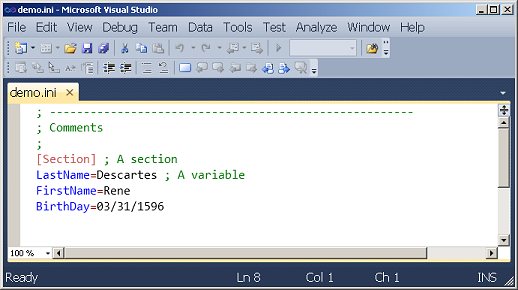 demo.ini - Microsoft Visual Studio
File Edit View Debug Team Data Tools Test Analyze Window Help
demo.ini
; ------------------------------------------------------
; Comments
;
[Section] ; A section
LastName=Descartes ; A variable
FirstName=Rene
BirthDay=03/31/1596
100 %
Ready Ln 8 Col 1 Ch 1 INS